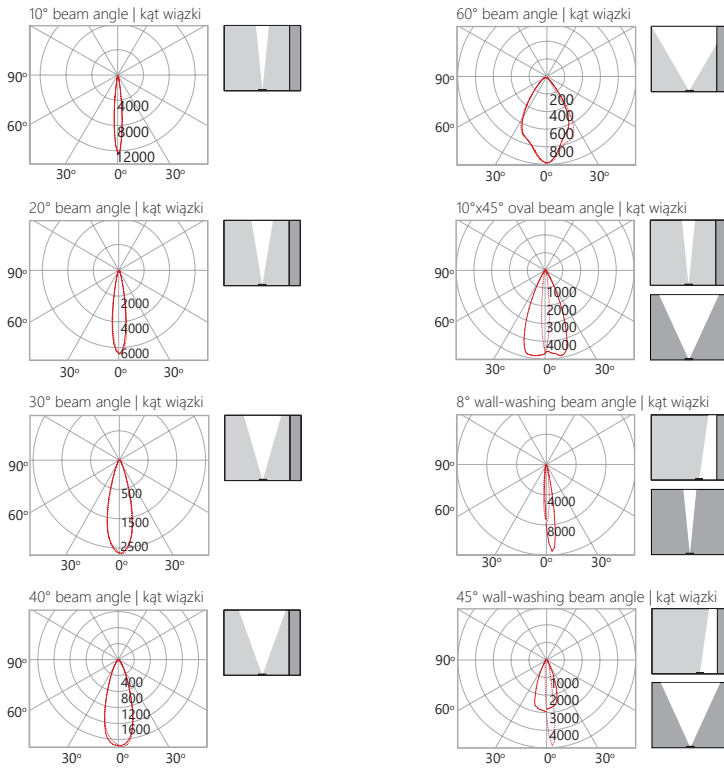 10° beam angle | kąt wiązki
90°
60°
4000
8000
12000
30° 0° 30°
20° beam angle | kąt wiązki
90°
60°
2000
4000
6000
30° 0° 30°
30° beam angle | kąt wiązki
90°
60°
500
1500
2500
30° 0° 30°
40° beam angle | kąt wiązki
90°
60°
400
800
1200
1600
30° 0° 30°
60° beam angle | kąt wiązki
90°
60°
200
400
600
800
30° 0° 30°
10°x45° oval beam angle | kąt wiązki
90°
60°
1000
2000
3000
4000
30° 0° 30°
8° wall-washing beam angle | kąt wiązki
90°
60°
4000
8000
30° 0° 30°
45° wall-washing beam angle | kąt wiązki
90°
60°
1000
2000
3000
4000
30° 0° 30°